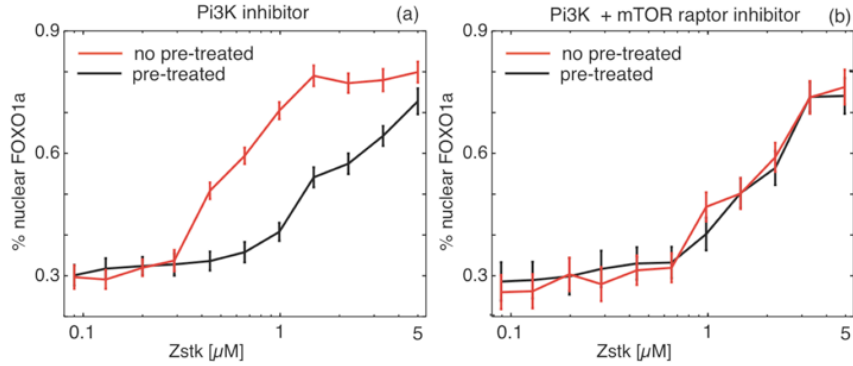 Pi3K inhibitor (a)
no pre-treated
pre-treated
% nuclear FOXO1a
0.9
0.6
0.3
0.1 1 5
Zstk [µM]
Pi3K + mTOR raptor inhibitor (b)
no pre-treated
pre-treated
% nuclear FOXO1a
0.9
0.6
0.3
0.1 1 5
Zstk [µM]